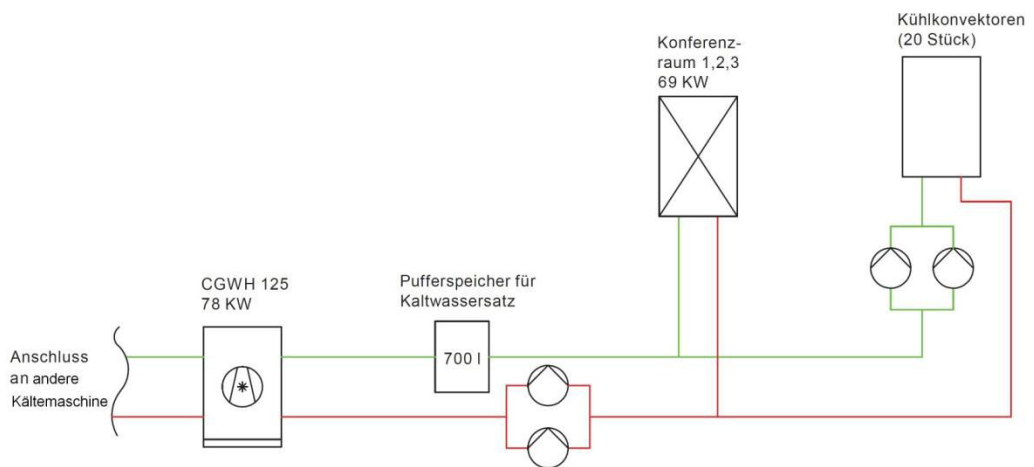 Kühlkonvektoren
(20 Stück)
Konferenz-
raum 1,2,3
69 KW
CGWH 125
78 KW
Pufferspeicher für
Kaltwassersatz
700 l
Anschluss
an andere
Kältemaschine